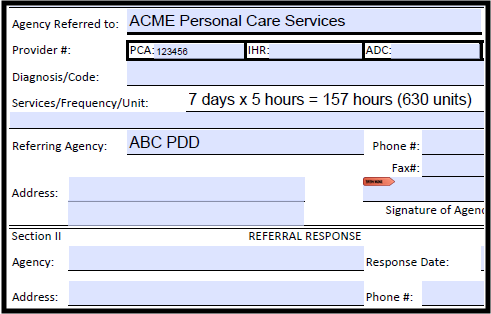 Agency Referred to: ACME Personal Care Services
Provider #: PCA: 123456 IHR: ADC:
Diagnosis/Code:
Services/Frequency/Unit: 7 days x 5 hours = 157 hours (630 units)
Referring Agency: ABC PDD Phone #:
Fax#:
Address:
Signature of Agenc
Section II REFERRAL RESPONSE
Agency: Response Date:
Address: Phone #: